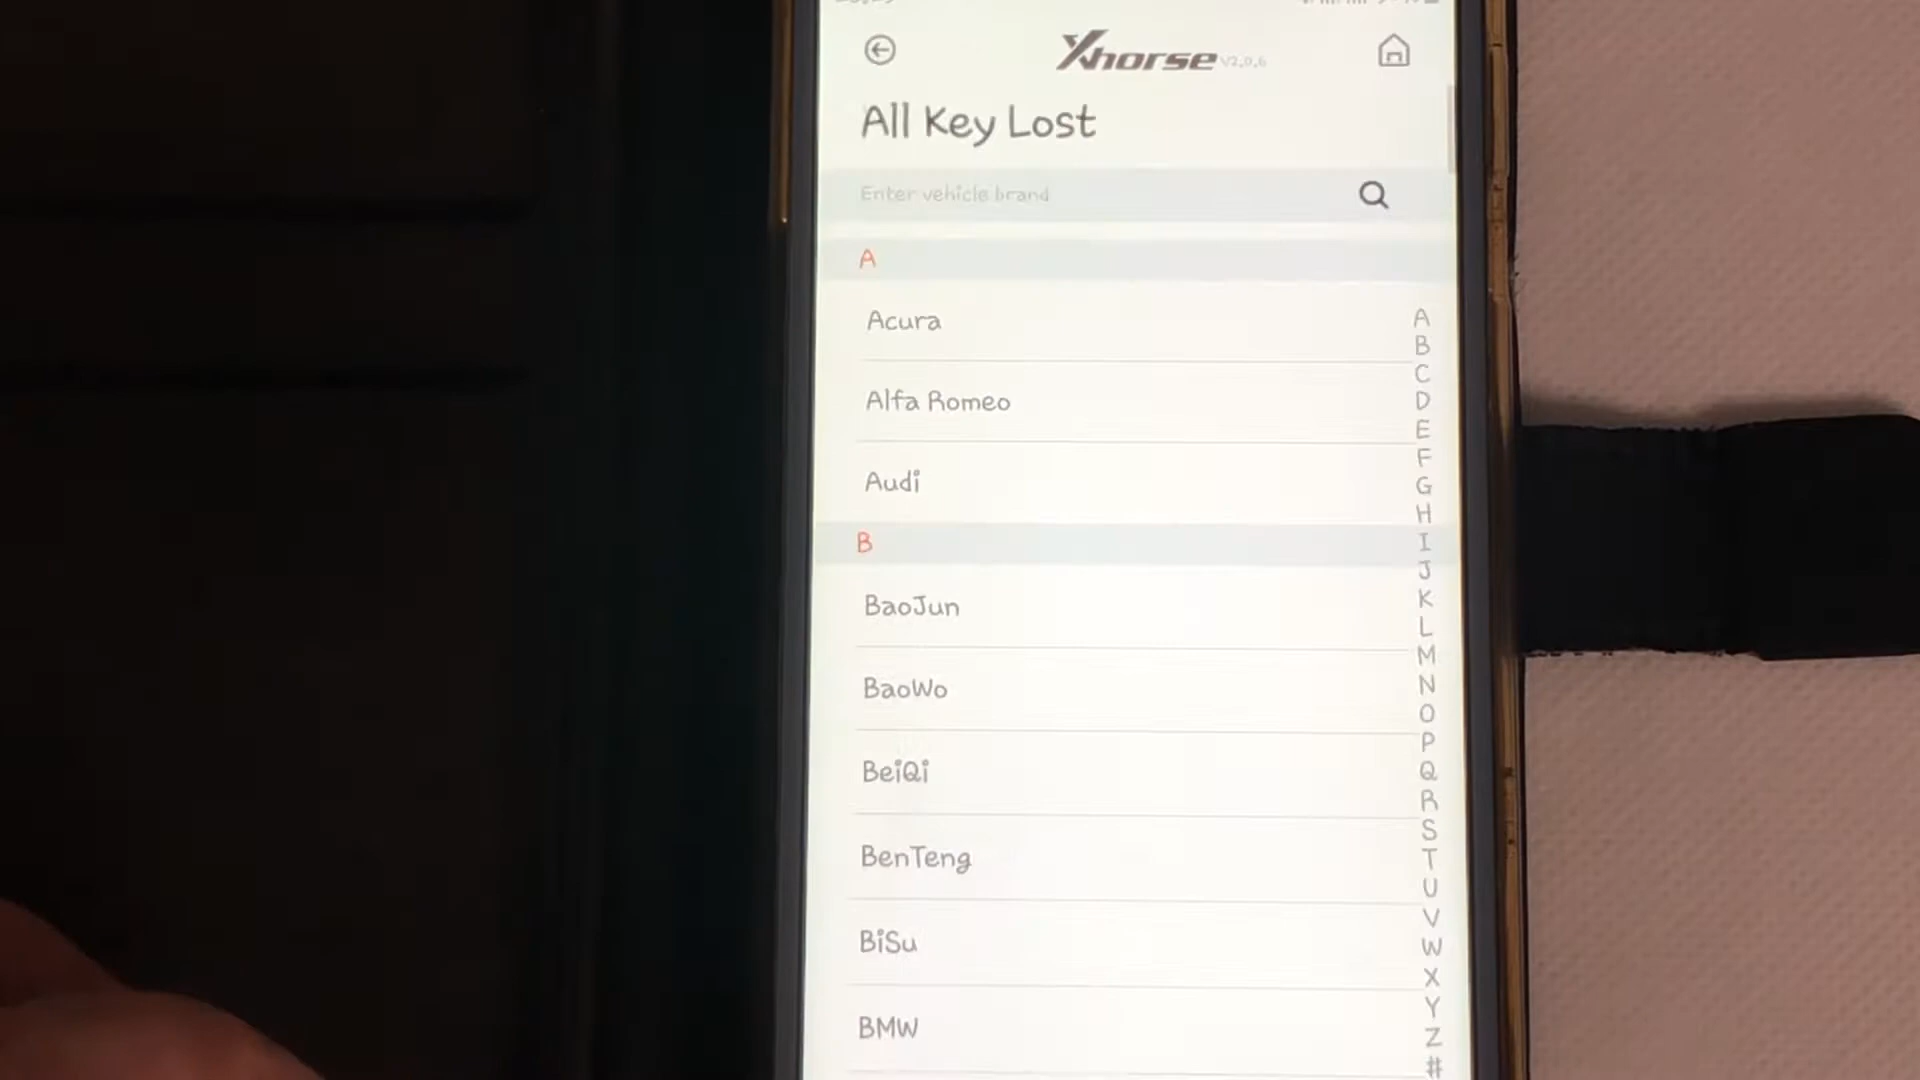 Xhorse V2.0.6
All Key Lost
Enter vehicle brand
A
Acura
Alfa Romeo
Audi
B
BaoJun
BaoWo
BeiQi
BenTeng
BiSu
BMW
A
B
C
D
E
F
G
H
I
J
K
L
M
N
O
P
Q
R
S
T
U
V
W
X
Y
Z
#